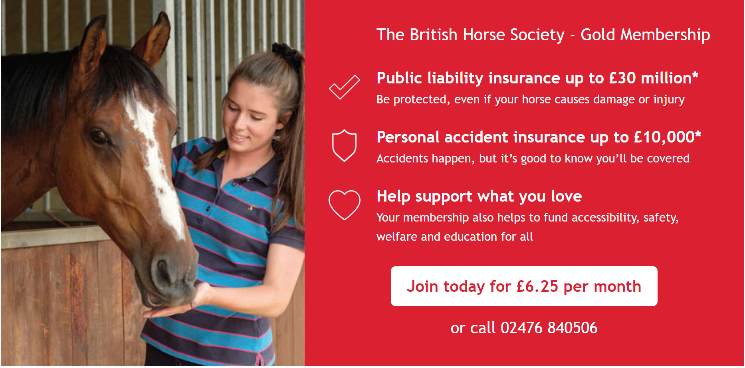 The British Horse Society - Gold Membership
Public liability insurance up to £30 million*
Be protected, even if your horse causes damage or injury
Personal accident insurance up to £10,000*
Accidents happen, but it's good to know you'll be covered
Help support what you love
Your membership also helps to fund accessibility, safety,
welfare and education for all
Join today for £6.25 per month
or call 02476 840506